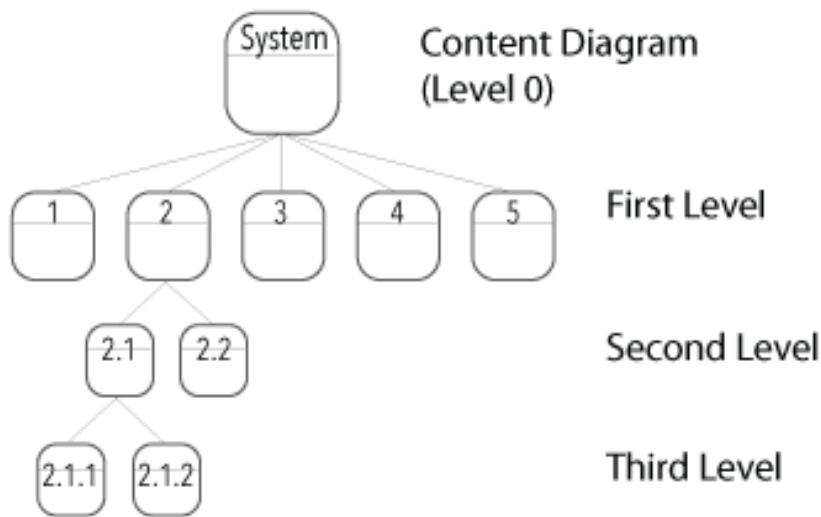 System
Content Diagram
(Level 0)
1 2 3 4 5
First Level
2.1 2.2
Second Level
2.1.1 2.1.2
Third Level